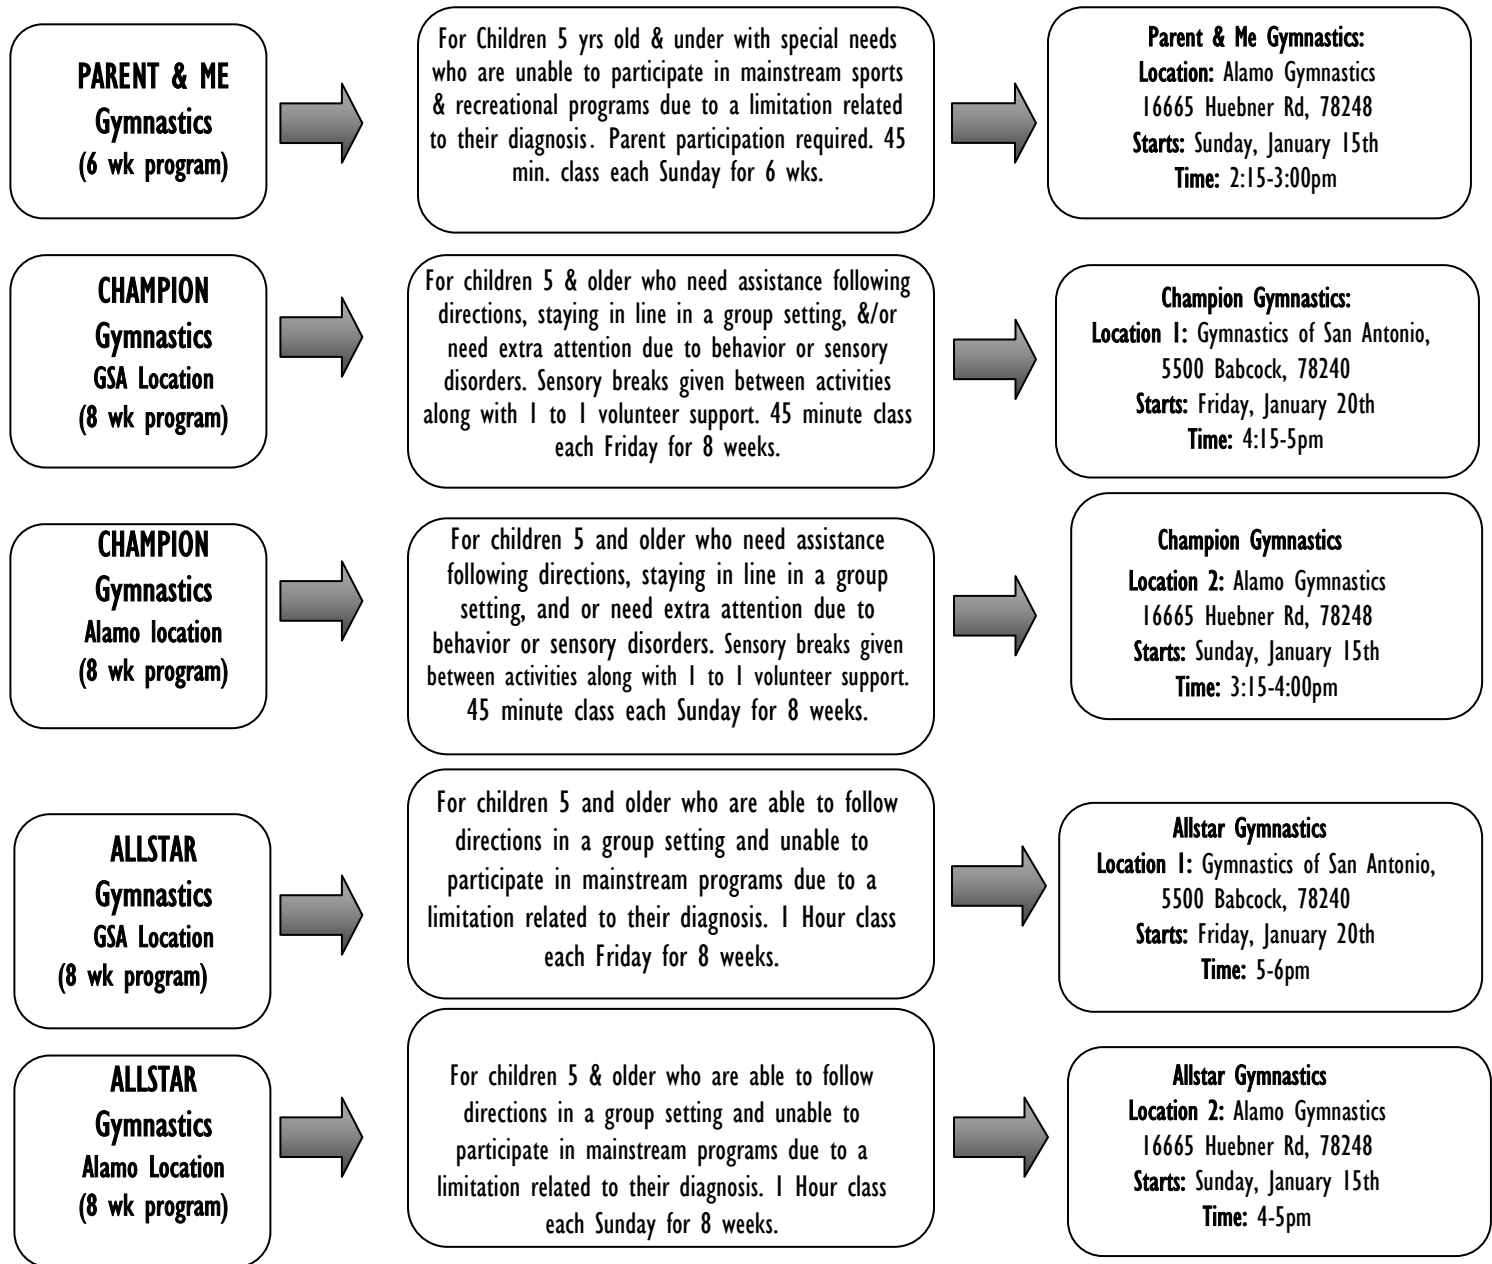 PARENT & ME
Gymnastics
(6 wk program)
For Children 5 yrs old & under with special needs
who are unable to participate in mainstream sports
& recreational programs due to a limitation related
to their diagnosis. Parent participation required. 45
min. class each Sunday for 6 wks.
Parent & Me Gymnastics:
Location: Alamo Gymnastics
16665 Huebner Rd, 78248
Starts: Sunday, January 15th
Time: 2:15-3:00pm
CHAMPION
Gymnastics
GSA Location
(8 wk program)
For children 5 & older who need assistance following
directions, staying in line in a group setting, &/or
need extra attention due to behavior or sensory
disorders. Sensory breaks given between activities
along with 1 to 1 volunteer support. 45 minute class
each Friday for 8 weeks.
Champion Gymnastics:
Location 1: Gymnastics of San Antonio,
5500 Babcock, 78240
Starts: Friday, January 20th
Time: 4:15-5pm
CHAMPION
Gymnastics
Alamo location
(8 wk program)
For children 5 and older who need assistance
following directions, staying in line in a group
setting, and or need extra attention due to
behavior or sensory disorders. Sensory breaks given
between activities along with 1 to 1 volunteer support.
45 minute class each Sunday for 8 weeks.
Champion Gymnastics
Location 2: Alamo Gymnastics
16665 Huebner Rd, 78248
Starts: Sunday, January 15th
Time: 3:15-4:00pm
ALLSTAR
Gymnastics
GSA Location
(8 wk program)
For children 5 and older who are able to follow
directions in a group setting and unable to
participate in mainstream programs due to a
limitation related to their diagnosis. 1 Hour class
each Friday for 8 weeks.
Allstar Gymnastics
Location 1: Gymnastics of San Antonio,
5500 Babcock, 78240
Starts: Friday, January 20th
Time: 5-6pm
ALLSTAR
Gymnastics
Alamo Location
(8 wk program)
For children 5 & older who are able to follow
directions in a group setting and unable to
participate in mainstream programs due to a
limitation related to their diagnosis. 1 Hour class
each Sunday for 8 weeks.
Allstar Gymnastics
Location 2: Alamo Gymnastics
16665 Huebner Rd, 78248
Starts: Sunday, January 15th
Time: 4-5pm